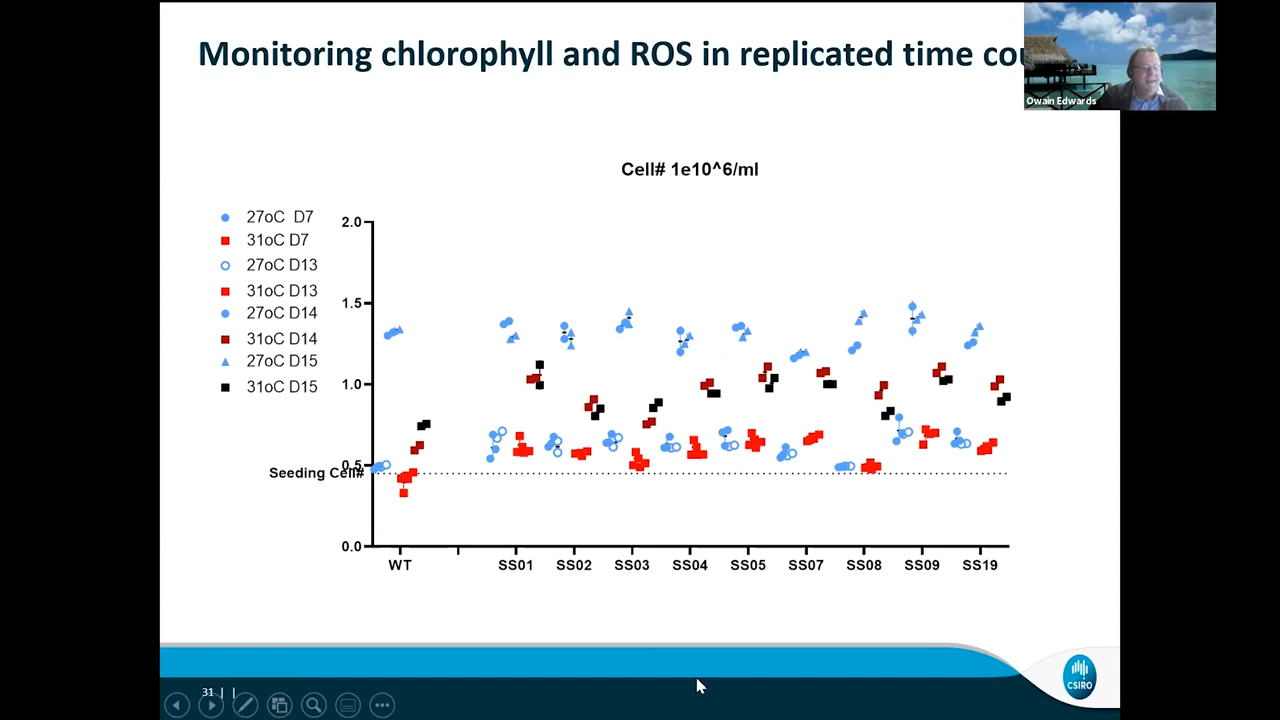 Monitoring chlorophyll and ROS in replicated time cou
Owain Edwards
Cell# 1e10^6/ml
27oC D7
31oC D7
27oC D13
31oC D13
27oC D14
31oC D14
27oC D15
31oC D15
2.0
1.5
1.0
0.5
Seeding Cell#
0.0
WT SS01 SS02 SS03 SS04 SS05 SS07 SS08 SS09 SS19
31 | |
CSIRO